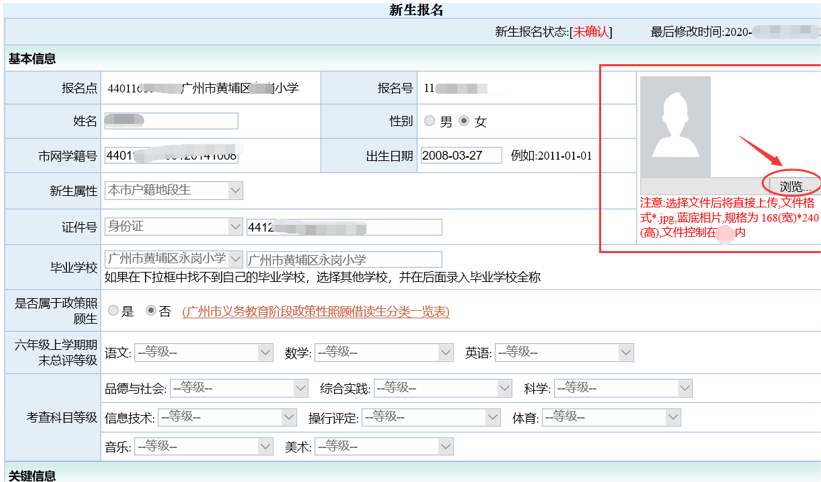 新生报名
新生报名状态:[未确认] 最后修改时间:2020-
基本信息
报名点 44011 广州市黄埔区 小学 报名号 11
姓名 性别 男 女
市网学籍号 4401 出生日期 2008-03-27 例如:2011-01-01
浏览...
新生属性 本市户籍地段生
注意:选择文件后将直接上传,文件格
式*.jpg,蓝底相片,规格为 168(宽)*240
(高),文件控制在 内
证件号 身份证 4412
毕业学校 广州市黄埔区永岗小学 广州市黄埔区永岗小学
如果在下拉框中找不到自己的毕业学校，选择其他学校，并在后面录入毕业学校全称
是否属于政策照
顾生 是 否 (广州市义务教育阶段政策性照顾借读生分类一览表)
六年级上学期期
末总评等级 语文: --等级-- 数学: --等级-- 英语: --等级--
品德与社会: --等级-- 综合实践: --等级-- 科学: --等级--
考查科目等级 信息技术: --等级-- 操行评定: --等级-- 体育: --等级--
音乐: --等级-- 美术: --等级--
关键信息